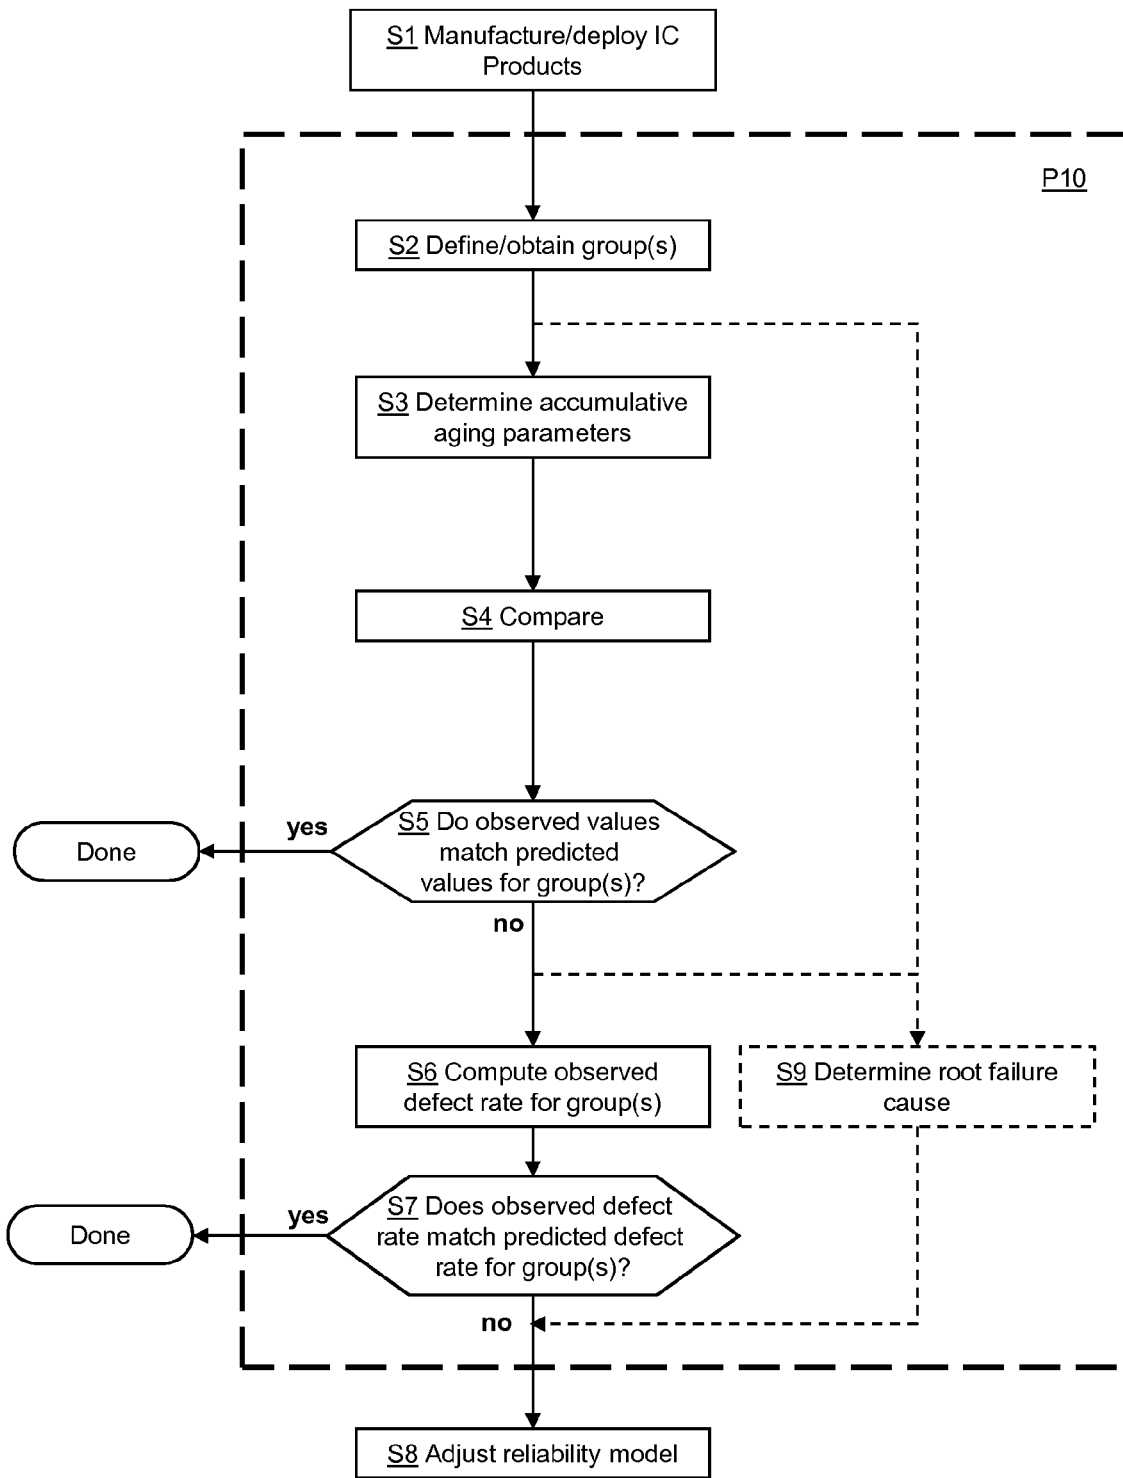 S1 Manufacture/deploy IC
Products
P10
S2 Define/obtain group(s)
S3 Determine accumulative
aging parameters
S4 Compare
S5 Do observed values
match predicted
values for group(s)?
yes
Done
no
S6 Compute observed
defect rate for group(s)
S9 Determine root failure
cause
S7 Does observed defect
rate match predicted defect
rate for group(s)?
yes
Done
no
S8 Adjust reliability model